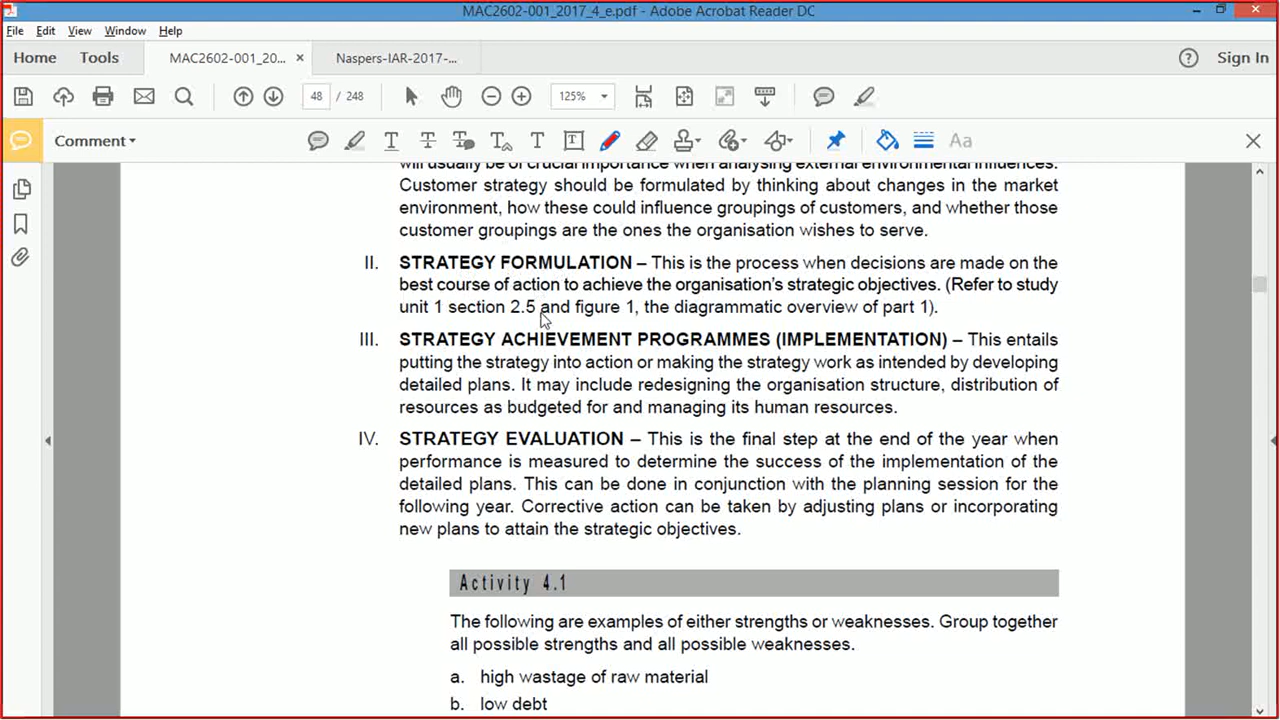 MAC2602-001_2017_4_e.pdf - Adobe Acrobat Reader DC
File Edit View Window Help
Home Tools MAC2602-001_20... × Naspers-IAR-2017-... Sign In
48 / 248 125%
Comment
will usually be of crucial importance when analysing external environmental influences.
Customer strategy should be formulated by thinking about changes in the market
environment, how these could influence groupings of customers, and whether those
customer groupings are the ones the organisation wishes to serve.
II. STRATEGY FORMULATION – This is the process when decisions are made on the
best course of action to achieve the organisation's strategic objectives. (Refer to study
unit 1 section 2.5 and figure 1, the diagrammatic overview of part 1).
III. STRATEGY ACHIEVEMENT PROGRAMMES (IMPLEMENTATION) – This entails
putting the strategy into action or making the strategy work as intended by developing
detailed plans. It may include redesigning the organisation structure, distribution of
resources as budgeted for and managing its human resources.
IV. STRATEGY EVALUATION – This is the final step at the end of the year when
performance is measured to determine the success of the implementation of the
detailed plans. This can be done in conjunction with the planning session for the
following year. Corrective action can be taken by adjusting plans or incorporating
new plans to attain the strategic objectives.
Activity 4.1
The following are examples of either strengths or weaknesses. Group together
all possible strengths and all possible weaknesses.
a. high wastage of raw material
b. low debt